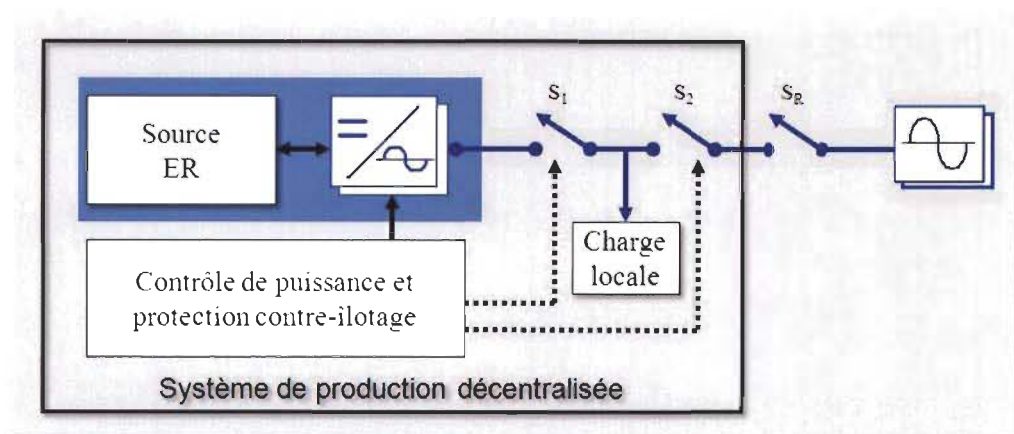 S1
S2
SR
Source
ER
Charge
locale
Contrôle de puissance et
protection contre-ilotage
Système de production décentralisée